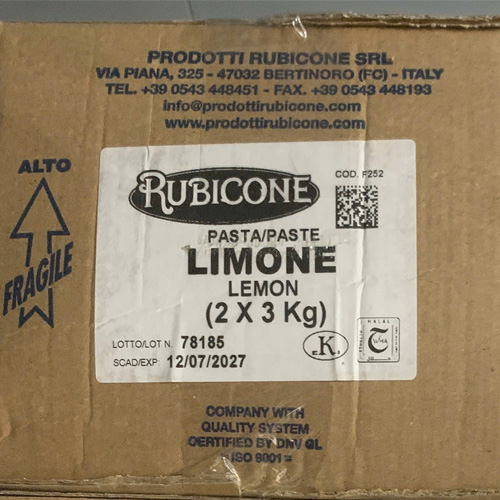 PRODOTTI RUBICONE SRL
VIA PIANA, 325 - 47032 BERTINORO (FC) - ITALY
TEL. +39 0543 448451 - FAX. +39 0543 448193
info@prodottirubicone.com
www.prodottirubicone.com
ALTO
FRAGILE
RUBICONE
COD. F252
PASTA/PASTE
LIMONE
LEMON
(2 X 3 Kg)
LOTTO/LOT N. 78185
SCAD/EXP: 12/07/2027
K
HALAL
COMPANY WITH
QUALITY SYSTEM
CERTIFIED BY DNV GL
ISO 9001